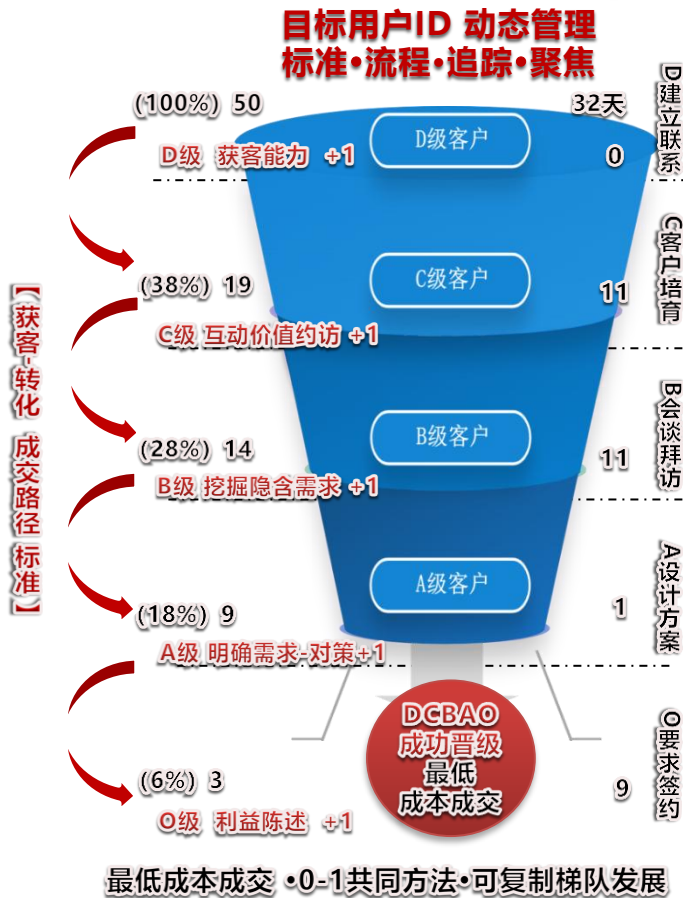 目标用户ID 动态管理
标准•流程•追踪•聚焦
(100%) 50
32天
D建立联系
D级客户
D级 获客能力 +1
0
C级客户
C客户培育
(38%) 19
11
C级 互动价值约访 +1
【获客-转化 成交路径 标准】
B级客户
B会谈拜访
(28%) 14
11
B级 挖掘隐含需求 +1
A级客户
A设计方案
(18%) 9
1
A级 明确需求-对策+1
DCBAO
成功晋级
最低
成本成交
O要求签约
(6%) 3
9
O级 利益陈述 +1
最低成本成交 •0-1共同方法•可复制梯队发展